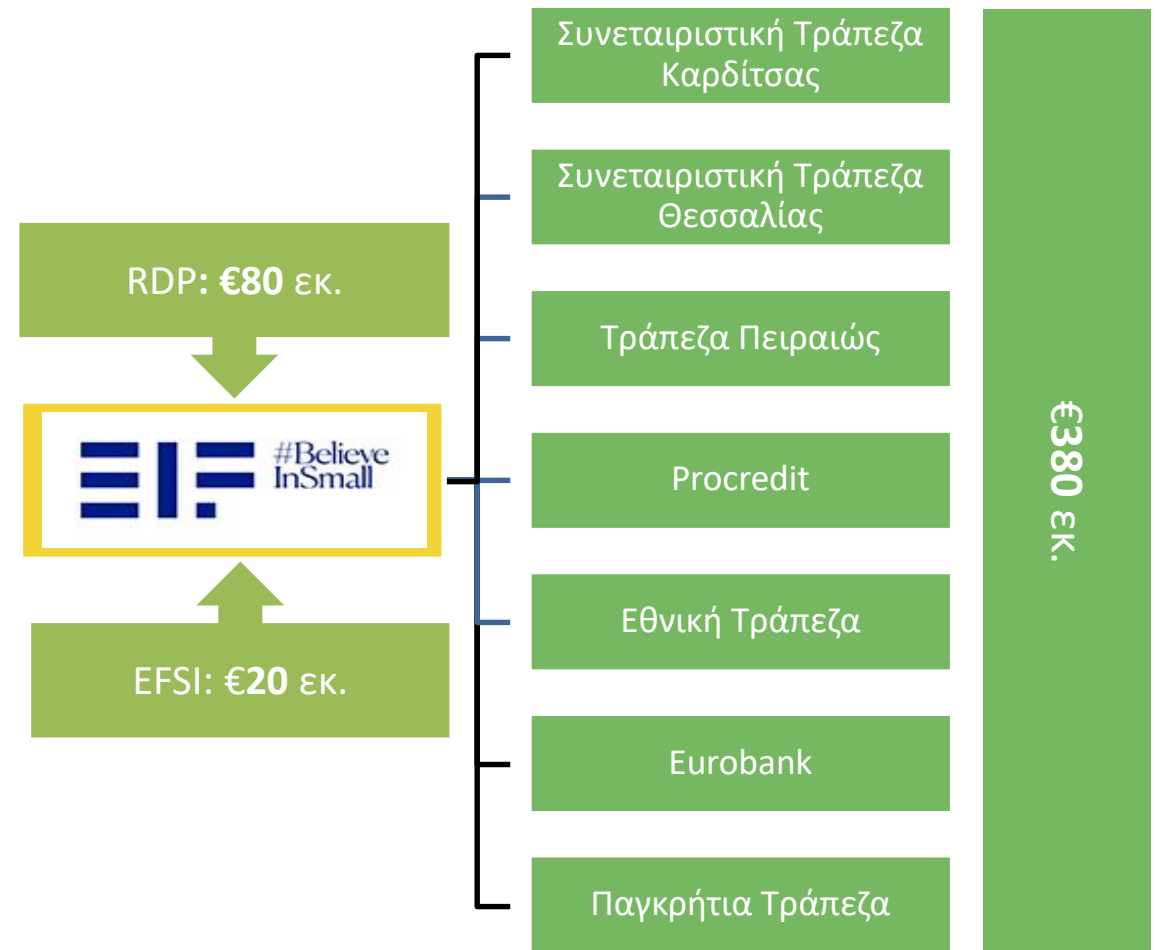 RDP: €80 εκ.
EIF
#Believe
InSmall
EFSI: €20 εκ.
Συνεταιριστική Τράπεζα
Καρδίτσας
Συνεταιριστική Τράπεζα
Θεσσαλίας
Τράπεζα Πειραιώς
Procredit
Εθνική Τράπεζα
Eurobank
Παγκρήτια Τράπεζα
€380 εκ.